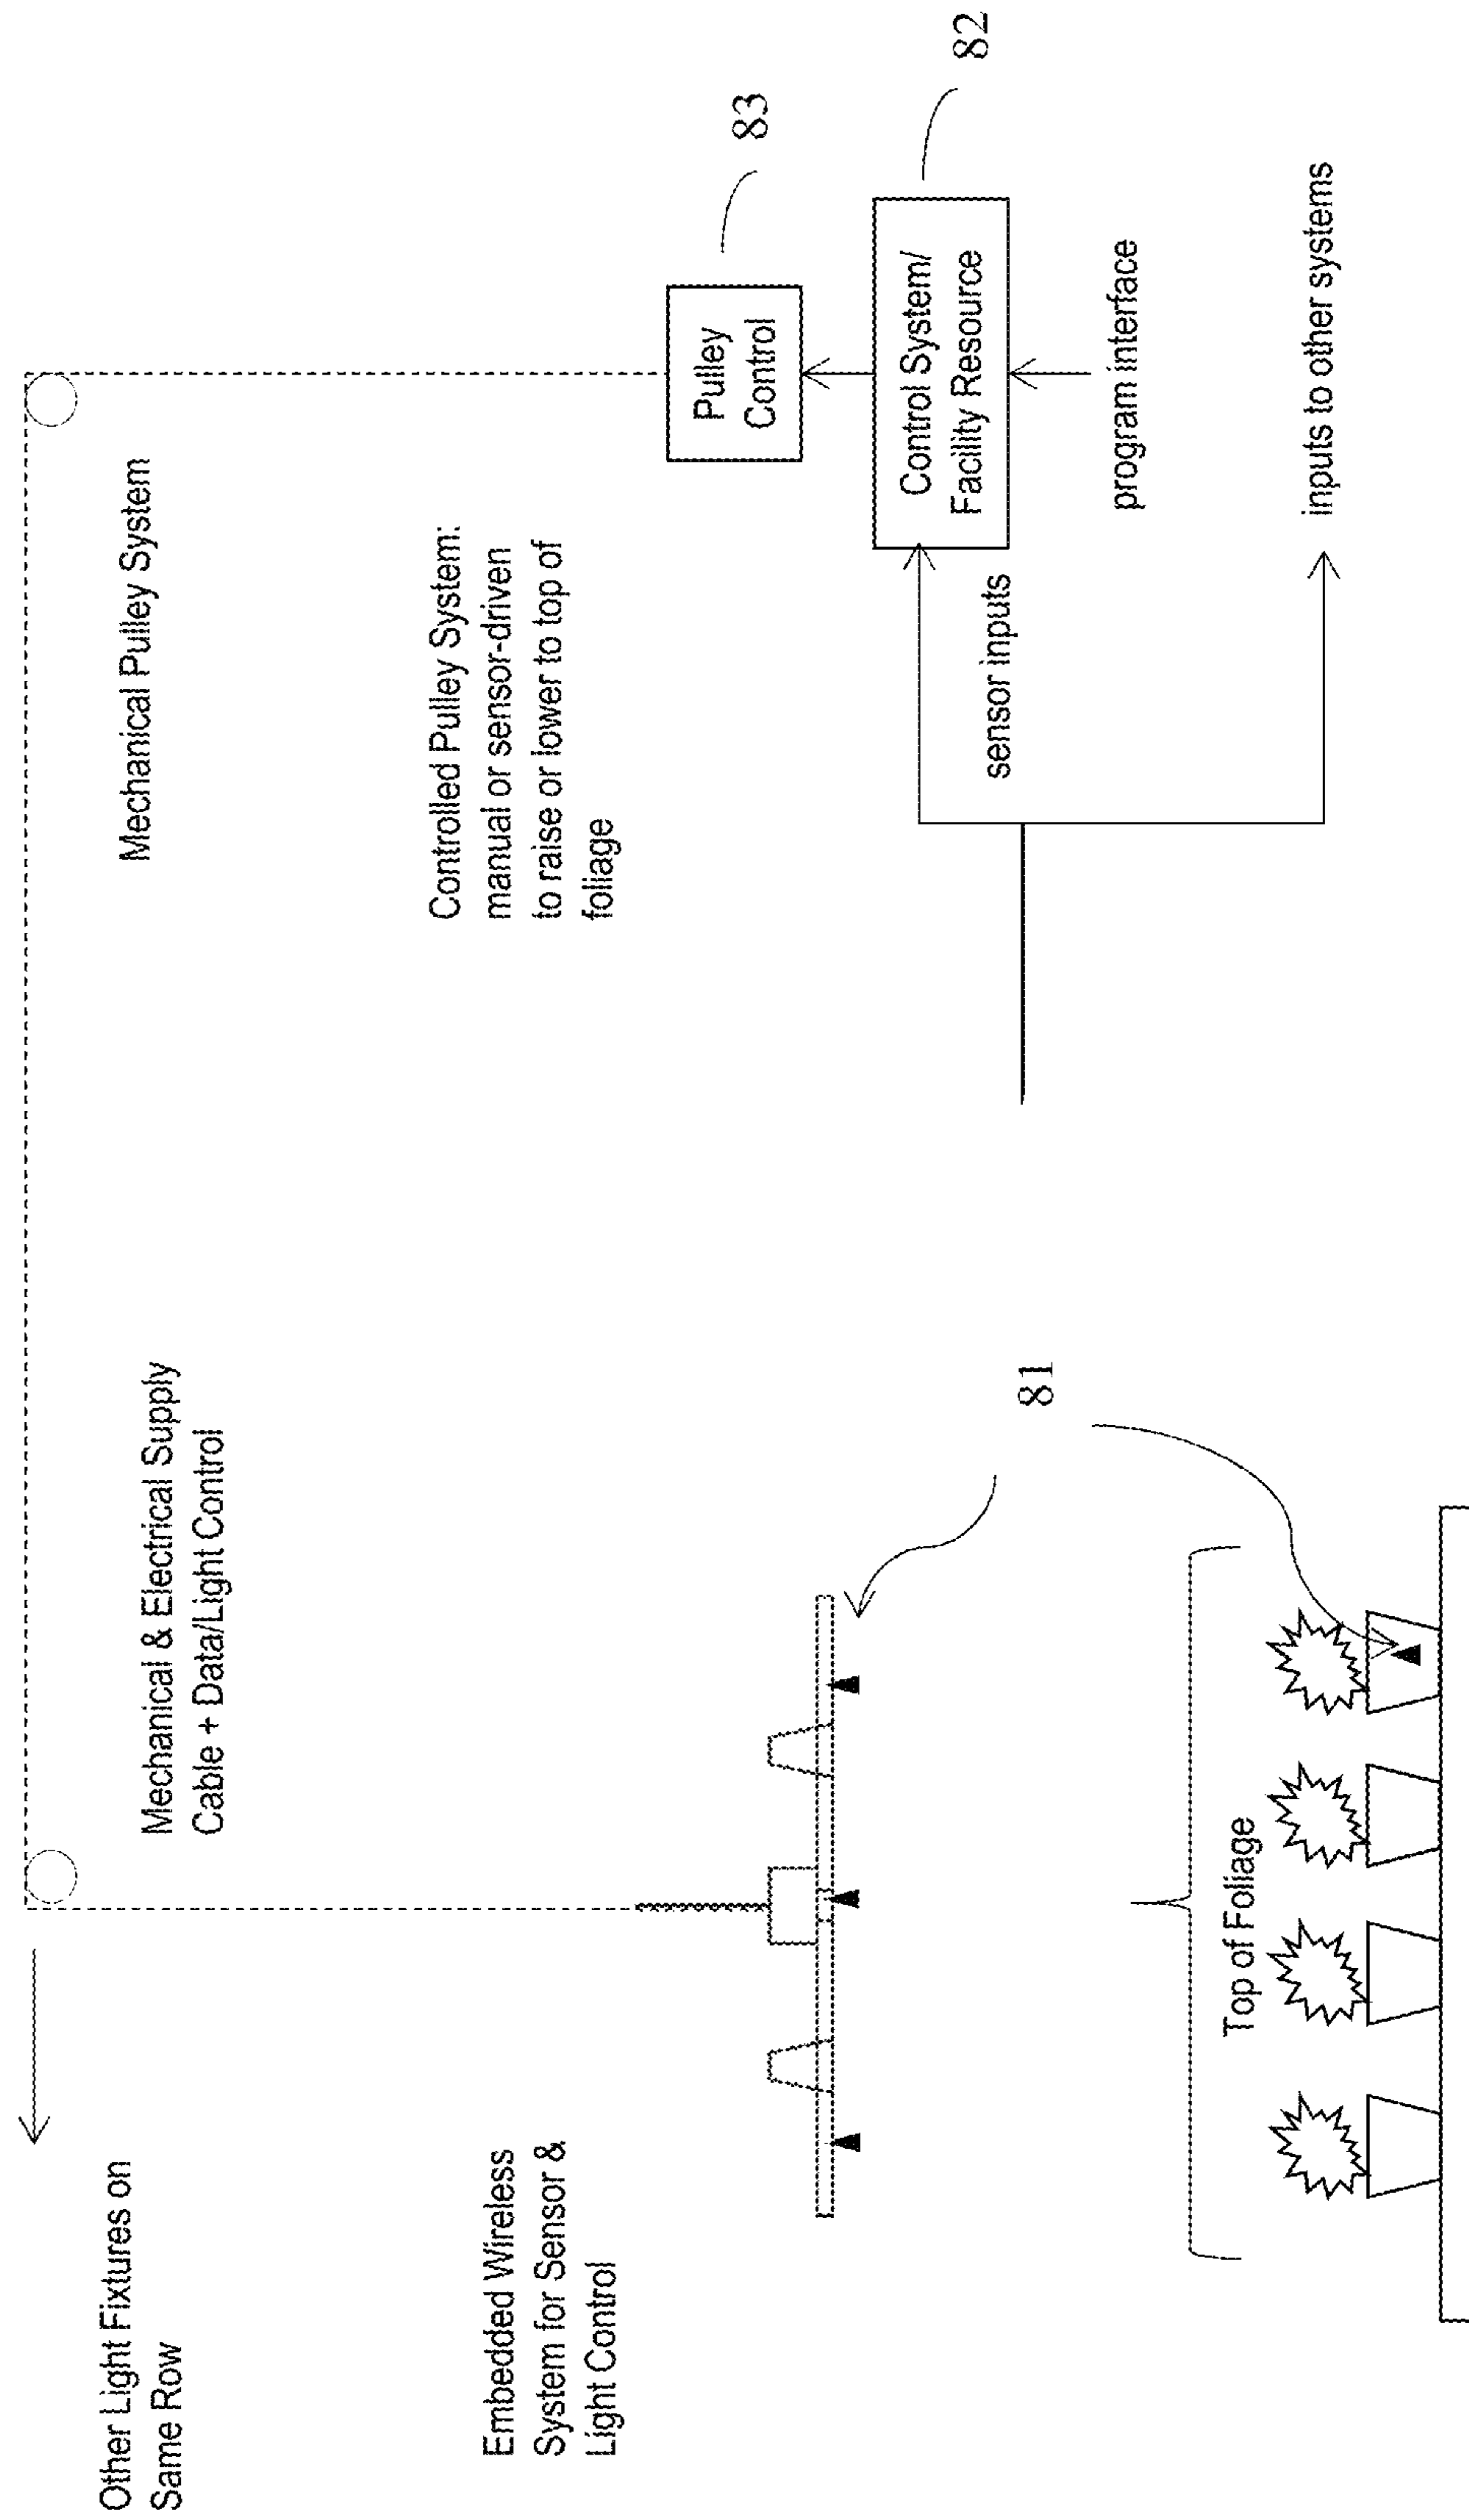 Other Light Fixtures on
Same Row
Mechanical & Electrical Supply
Cable + Data/Light Control
Mechanical Pulley System
Embedded Wireless
System for Sensor &
Light Control
Controlled Pulley System:
manual or sensor-driven
to raise or lower to top of
foliage
Pulley
Control
83
Control System/
Facility Resource
82
sensor inputs
program interface
81
Top of Foliage
inputs to other systems